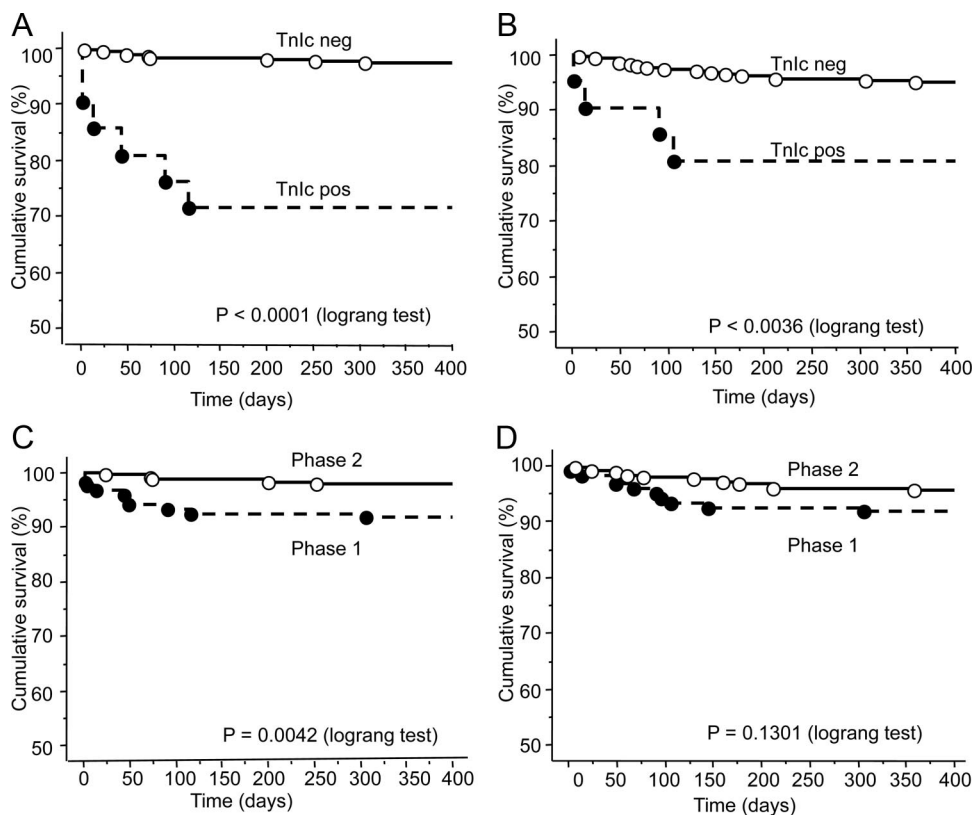 A
100
90
80
70
60
50
Cumulative survival (%)
TnIc neg
TnIc pos
P < 0.0001 (lograng test)
0 50 100 150 200 250 300 350 400
Time (days)
B
100
90
80
70
60
50
Cumulative survival (%)
TnIc neg
TnIc pos
P < 0.0036 (lograng test)
0 50 100 150 200 250 300 350 400
Time (days)
C
100
90
80
70
60
50
Cumulative survival (%)
Phase 2
Phase 1
P = 0.0042 (lograng test)
0 50 100 150 200 250 300 350 400
Time (days)
D
100
90
80
70
60
50
Cumulative survival (%)
Phase 2
Phase 1
P = 0.1301 (lograng test)
0 50 100 150 200 250 300 350 400
Time (days)